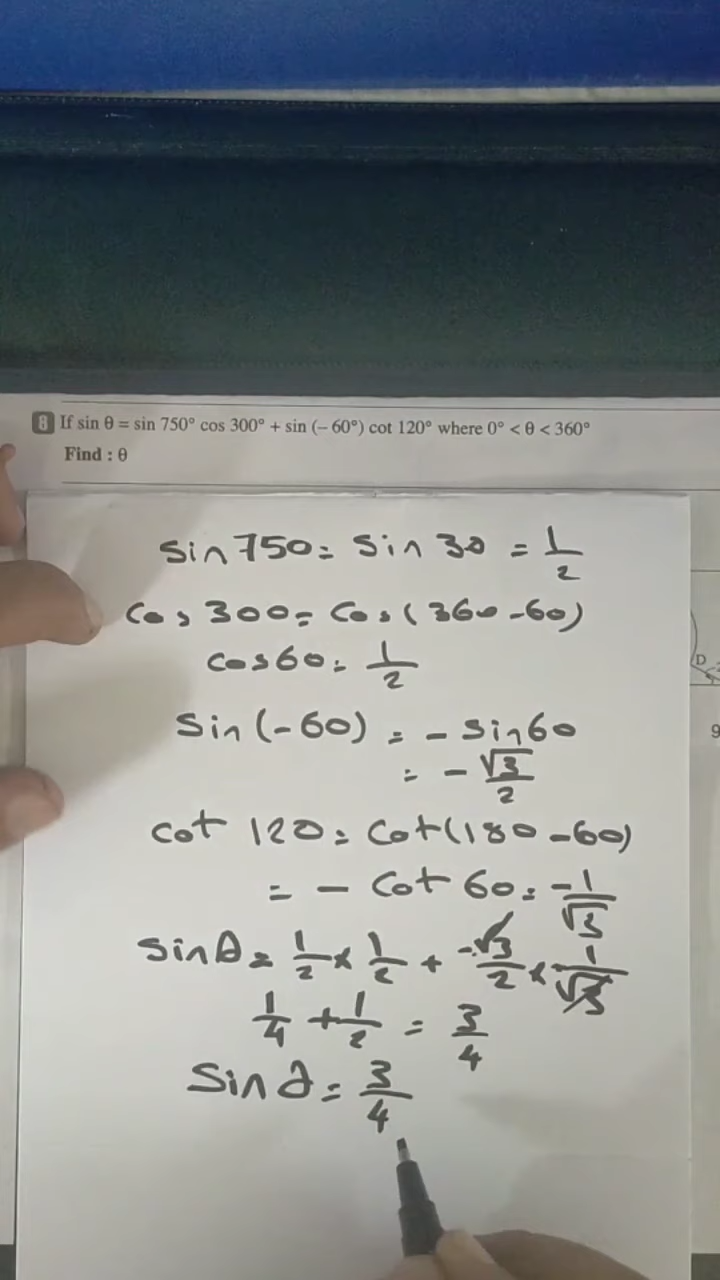 8 If sin θ = sin 750° cos 300° + sin (– 60°) cot 120° where 0° < θ < 360°
Find : θ
sin 750 = sin 30 = 1/2
cos 300 = cos (360 - 60)
cos 60 = 1/2
sin (-60) = - sin 60
= - √3/2
cot 120 = cot (180 - 60)
= - cot 60 = -1/√3
sin θ = 1/2 × 1/2 + -√3/2 × -1/√3
1/4 + 1/2 = 3/4
sin θ = 3/4
D
9